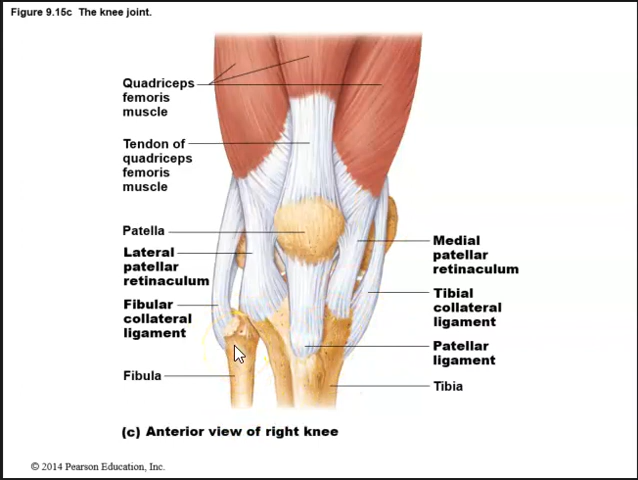 Figure 9.15c  The knee joint.
Quadriceps
femoris
muscle
Tendon of
quadriceps
femoris
muscle
Patella
Lateral
patellar
retinaculum
Fibular
collateral
ligament
Fibula
Medial
patellar
retinaculum
Tibial
collateral
ligament
Patellar
ligament
Tibia
(c) Anterior view of right knee
© 2014 Pearson Education, Inc.